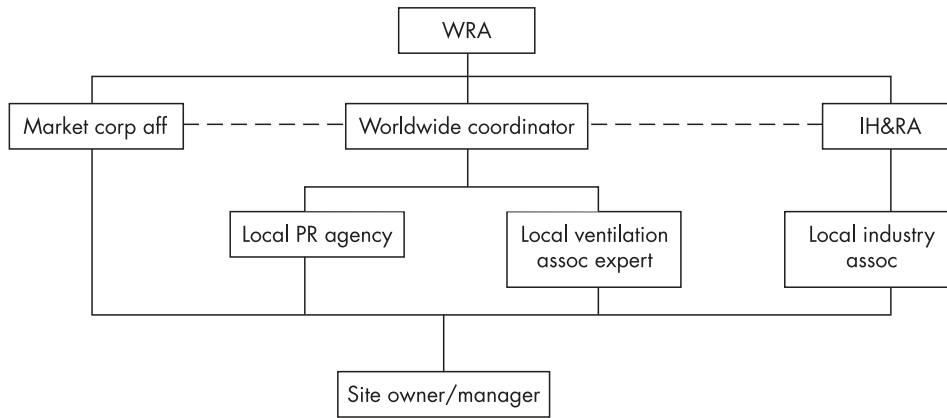 WRA
Market corp aff
Worldwide coordinator
IH&RA
Local PR agency
Local ventilation
assoc expert
Local industry
assoc
Site owner/manager